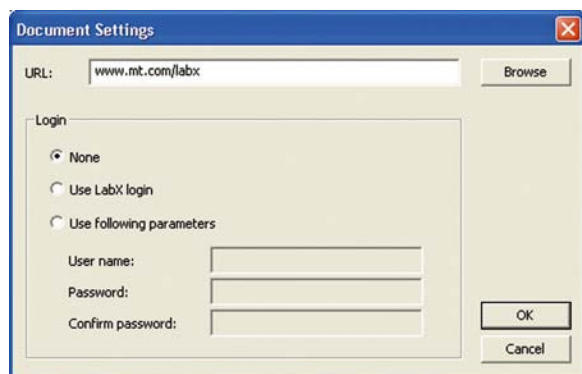 Document Settings
URL: www.mt.com/labx Browse
Login
None
Use LabX login
Use following parameters
User name:
Password:
Confirm password:
OK
Cancel